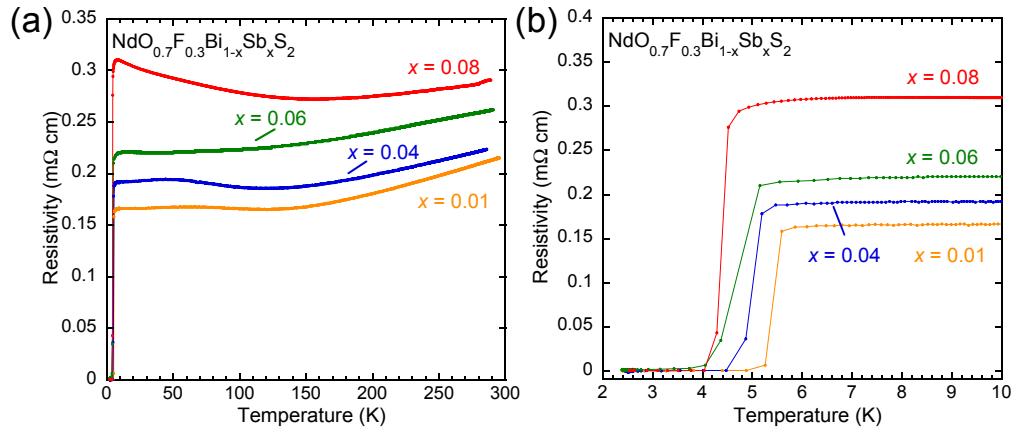 (a)
NdO0.7F0.3Bi1-xSbxS2
x = 0.08
x = 0.06
x = 0.04
x = 0.01
Resistivity (mΩ cm)
0.35
0.3
0.25
0.2
0.15
0.1
0.05
0
0 50 100 150 200 250 300
Temperature (K)
(b)
NdO0.7F0.3Bi1-xSbxS2
x = 0.08
x = 0.06
x = 0.04
x = 0.01
Resistivity (mΩ cm)
0.4
0.35
0.3
0.25
0.2
0.15
0.1
0.05
0
2 3 4 5 6 7 8 9 10
Temperature (K)